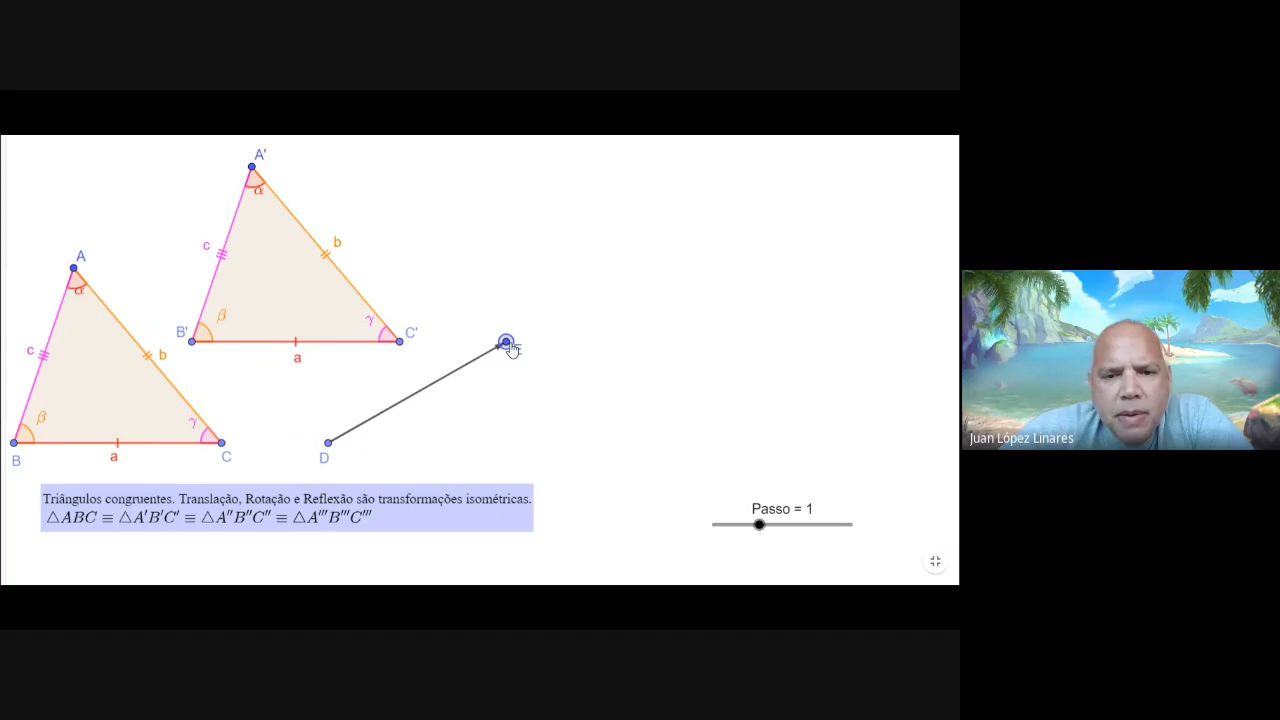 A'
α
c
b
A
B'
β
γ
C'
a
α
c
b
β
γ
B
a
C
D
Triângulos congruentes. Translação, Rotação e Reflexão são transformações isométricas.
△ABC ≡ △A′B′C′ ≡ △A″B″C″ ≡ △A‴B‴C‴
Passo = 1
Juan López Linares